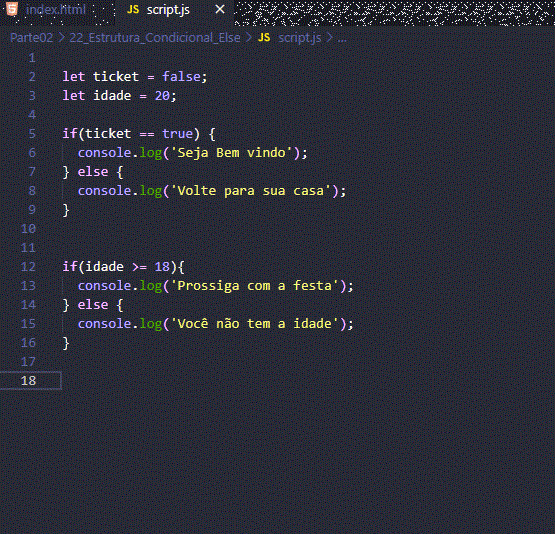 index.html JS script.js ×
Parte02 > 22_Estrutura_Condicional_Else > JS script.js > ...
1
2 let ticket = false;
3 let idade = 20;
4
5 if(ticket == true) {
6 console.log('Seja Bem vindo');
7 } else {
8 console.log('Volte para sua casa');
9 }
10
11
12 if(idade >= 18){
13 console.log('Prossiga com a festa');
14 } else {
15 console.log('Você não tem a idade');
16 }
17
18